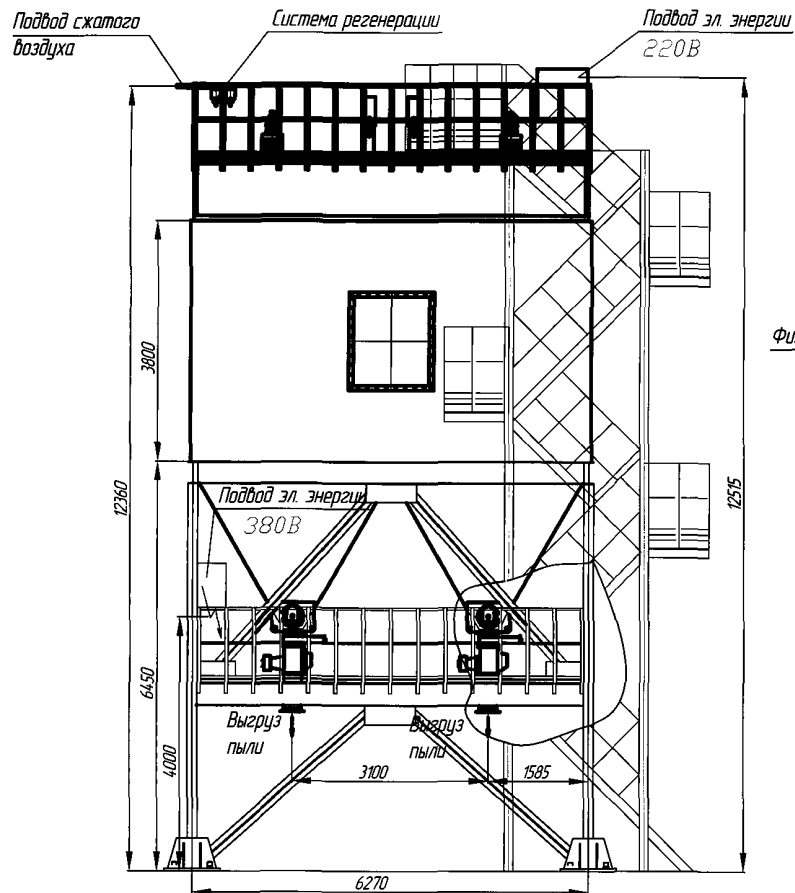 Подвод сжатого
воздуха
Система регенерации
Подвод эл. энергии
220В
3800
12360
12515
Подвод эл. энергии
380В
6450
4000
Выгруз
пыли
Выгруз
пыли
3100
1585
6270